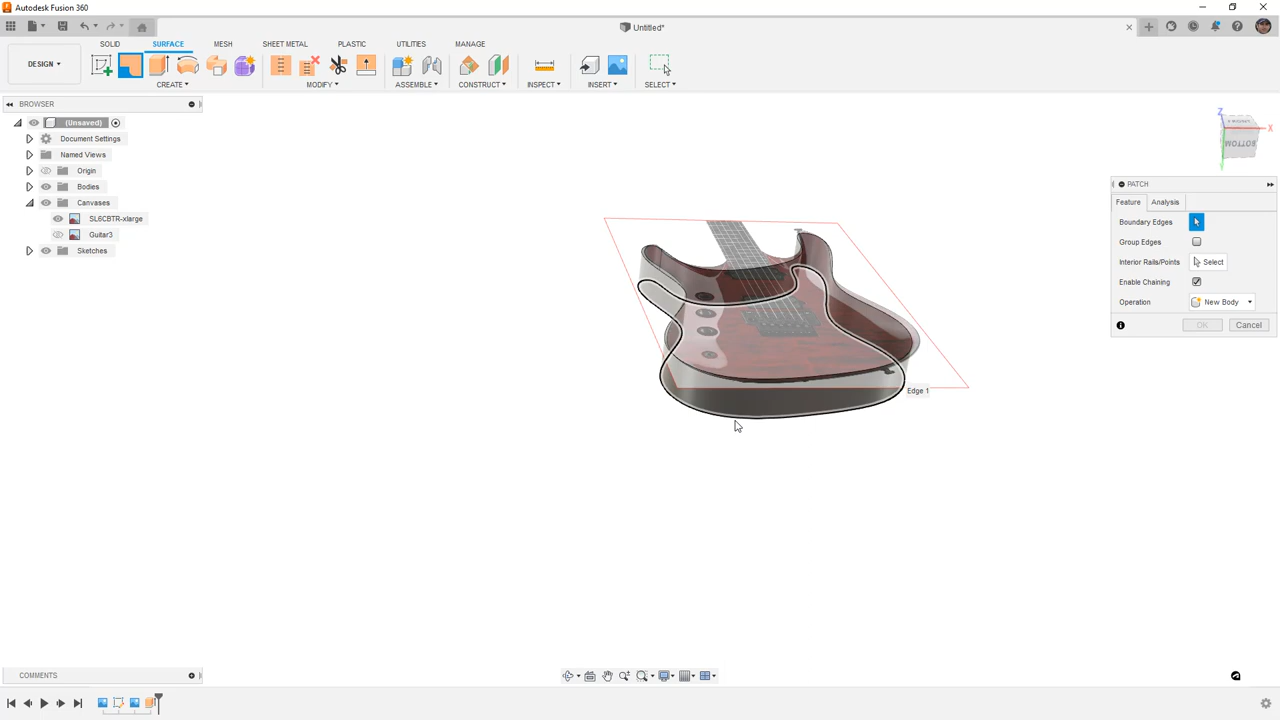 Autodesk Fusion 360
Untitled*
DESIGN
SOLID SURFACE MESH SHEET METAL PLASTIC UTILITIES MANAGE
CREATE MODIFY ASSEMBLE CONSTRUCT INSPECT INSERT SELECT
BROWSER
(Unsaved)
Document Settings
Named Views
Origin
Bodies
Canvases
SL6CBTR-xlarge
Guitar3
Sketches
Z
X
BOTTOM
PATCH
Feature Analysis
Boundary Edges
Group Edges
Interior Rails/Points Select
Enable Chaining
Operation New Body
OK Cancel
Edge 1
COMMENTS